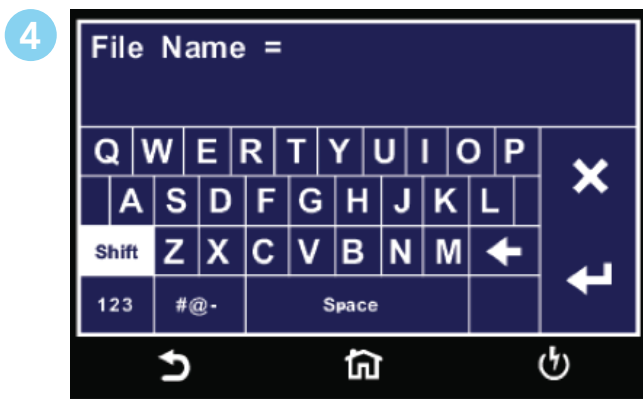 4
File Name =
Q W E R T Y U I O P
A S D F G H J K L
Shift Z X C V B N M
123 #@- Space